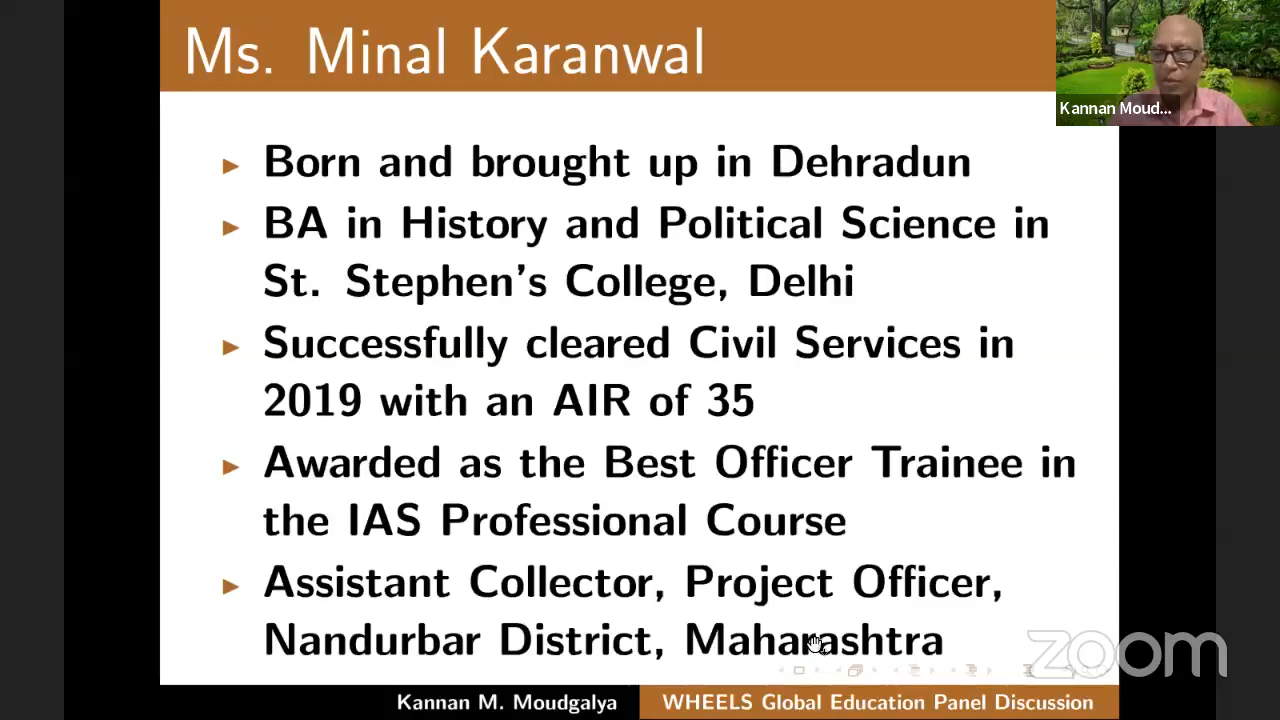 Ms. Minal Karanwal
Kannan Moud...
Born and brought up in Dehradun
BA in History and Political Science in
St. Stephen's College, Delhi
Successfully cleared Civil Services in
2019 with an AIR of 35
Awarded as the Best Officer Trainee in
the IAS Professional Course
Assistant Collector, Project Officer,
Nandurbar District, Maharashtra
zoom
Kannan M. Moudgalya
WHEELS Global Education Panel Discussion